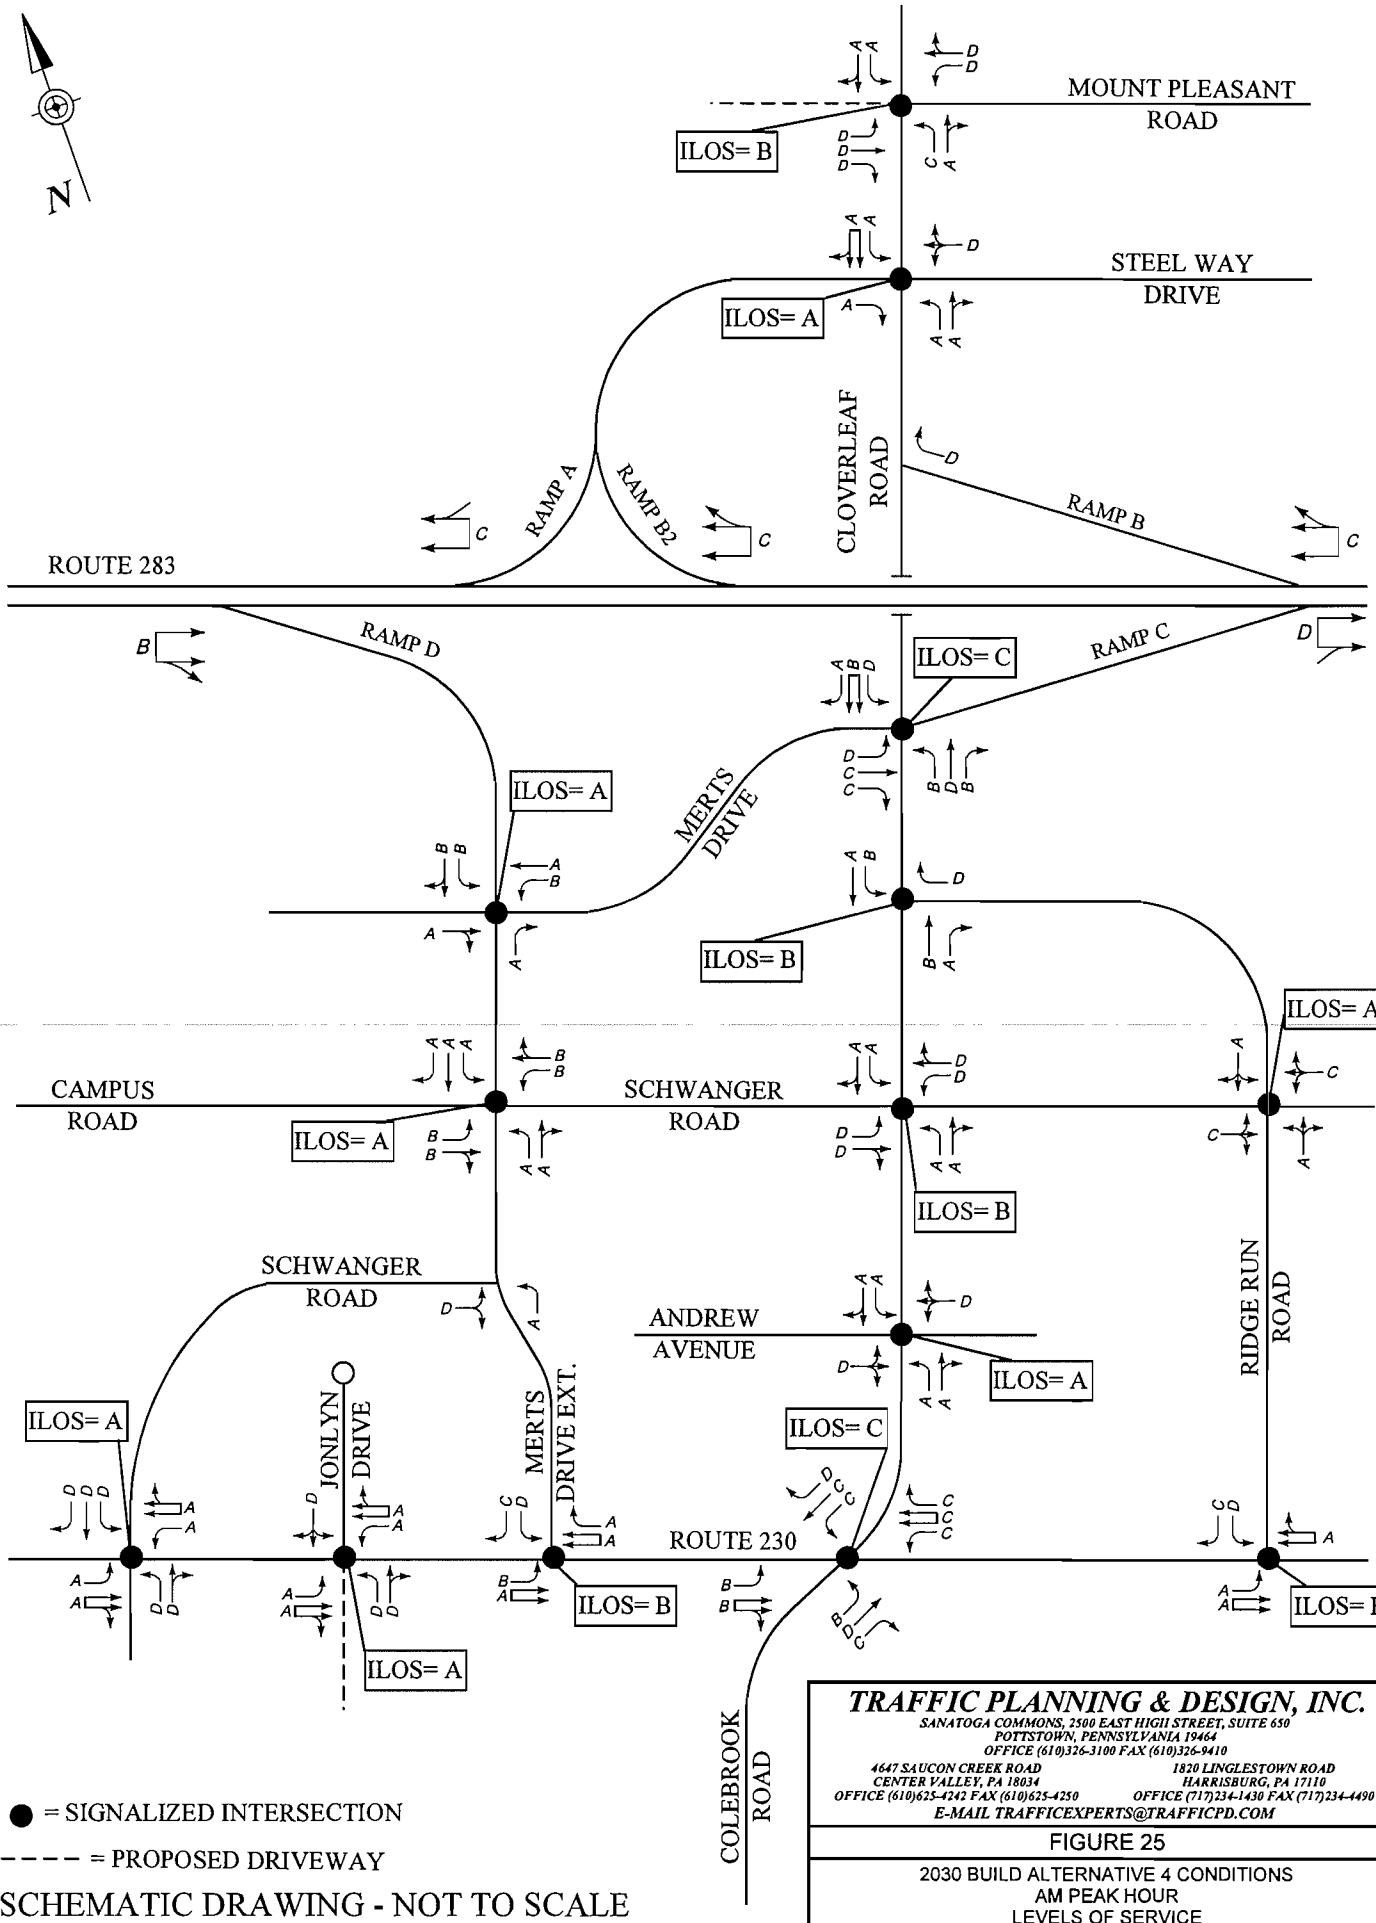 A A
D
D
MOUNT PLEASANT
ROAD
ILOS= B
D
D
D
C A
N
A A
D
STEEL WAY
DRIVE
ILOS= A
A
A A
CLOVERLEAF
ROAD
D
RAMP A
RAMP B2
RAMP B
C
C
C
ROUTE 283
B
RAMP D
RAMP C
D
A B D
ILOS= C
D
C
C
B D B
MERTS
DRIVE
ILOS= A
B B
A
B
A
A
A B
D
ILOS= B
B A
ILOS= A
A A A
B
B
CAMPUS
ROAD
ILOS= A
B
B
A A
SCHWANGER
ROAD
A A
D
D
D
D
A A
ILOS= B
A
C
C
A
SCHWANGER
ROAD
D
A
ANDREW
AVENUE
A A
D
D
A A
ILOS= A
RIDGE RUN
ROAD
ILOS= A
JONLYN
DRIVE
MERTS
DRIVE EXT.
ILOS= C
D D D
A
A
D
A
A
C D
A
A
ROUTE 230
D C C
C
C
C
C D
A
A
A
D D
A
A
D D
B
A
ILOS= B
B
B
B D C
A
A
ILOS=
ILOS= A
COLEBROOK
ROAD
TRAFFIC PLANNING & DESIGN, INC.
SANATOGA COMMONS, 2500 EAST HIGH STREET, SUITE 650
POTTSTOWN, PENNSYLVANIA 19464
OFFICE (610)326-3100 FAX (610)326-9410
4647 SAUCON CREEK ROAD
CENTER VALLEY, PA 18034
OFFICE (610)625-4242 FAX (610)625-4250
1820 LINGLESTOWN ROAD
HARRISBURG, PA 17110
OFFICE (717)234-1430 FAX (717)234-4490
E-MAIL TRAFFICEXPERTS@TRAFFICPD.COM
FIGURE 25
2030 BUILD ALTERNATIVE 4 CONDITIONS
AM PEAK HOUR
LEVELS OF SERVICE
= SIGNALIZED INTERSECTION
= PROPOSED DRIVEWAY
SCHEMATIC DRAWING - NOT TO SCALE